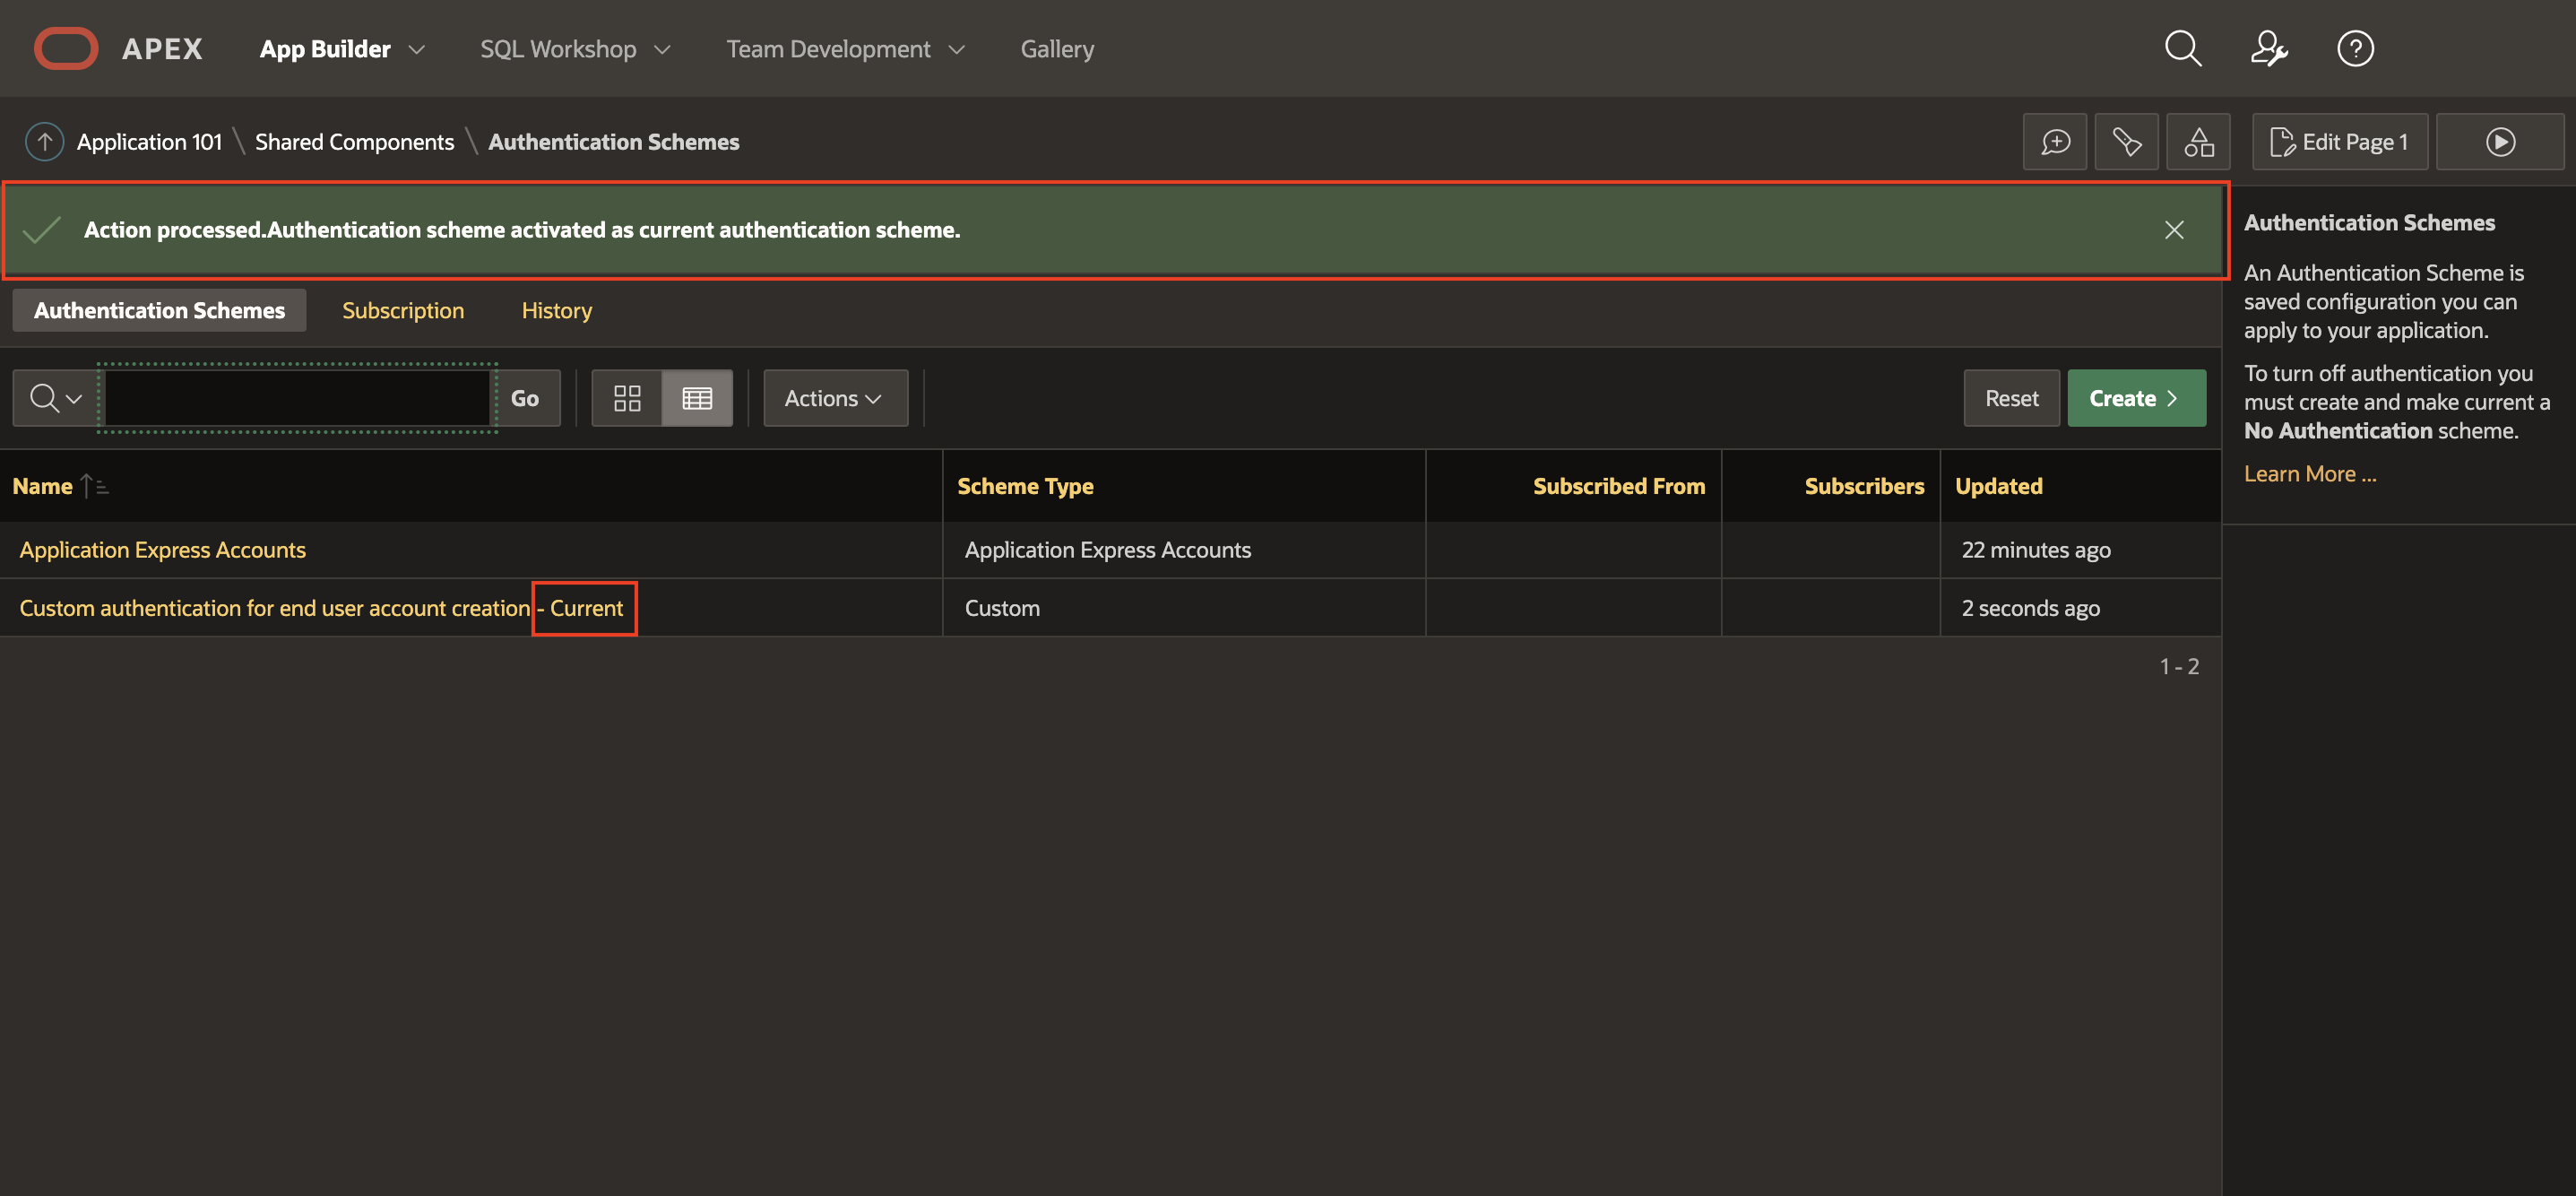 APEX App Builder SQL Workshop Team Development Gallery
Application 101 \ Shared Components \ Authentication Schemes
Edit Page 1
Action processed.Authentication scheme activated as current authentication scheme.
Authentication Schemes Subscription History
Go Actions Reset Create
Name Scheme Type Subscribed From Subscribers Updated
Application Express Accounts Application Express Accounts 22 minutes ago
Custom authentication for end user account creation - Current Custom 2 seconds ago
1 - 2
Authentication Schemes
An Authentication Scheme is
saved configuration you can
apply to your application.
To turn off authentication you
must create and make current a
No Authentication scheme.
Learn More ...